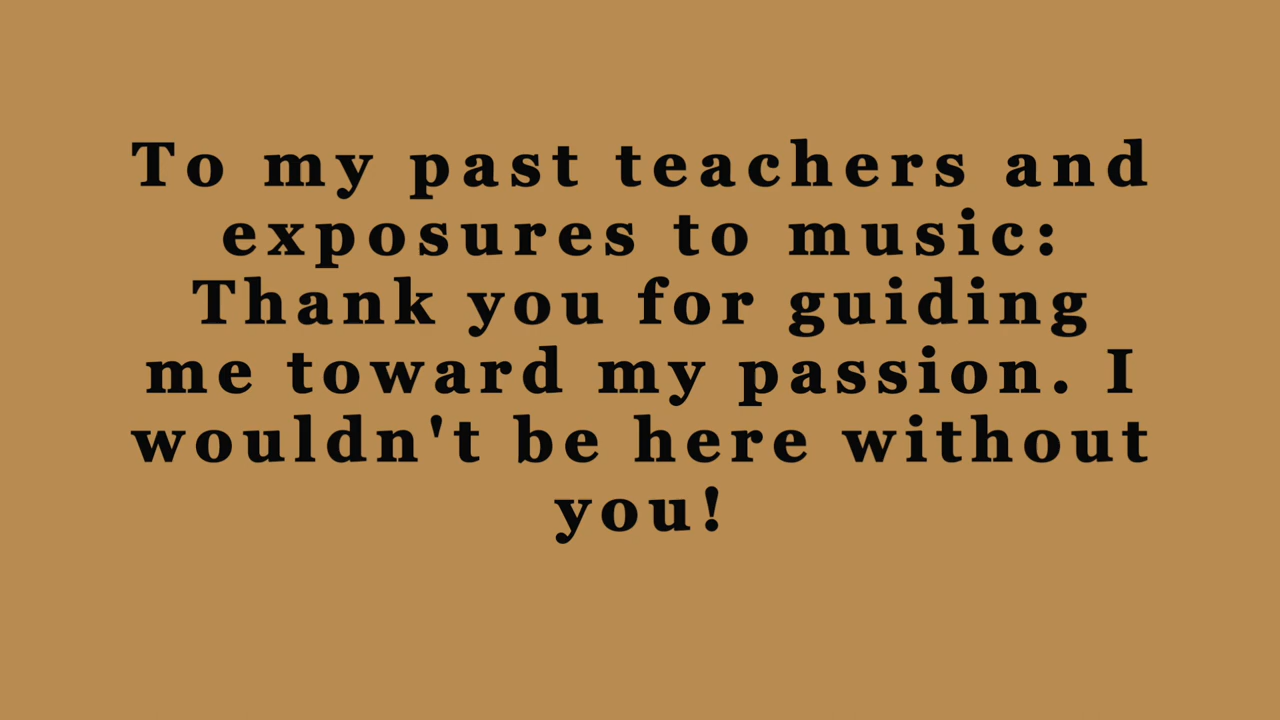 To my past teachers and
exposures to music:
Thank you for guiding
me toward my passion. I
wouldn't be here without
you!